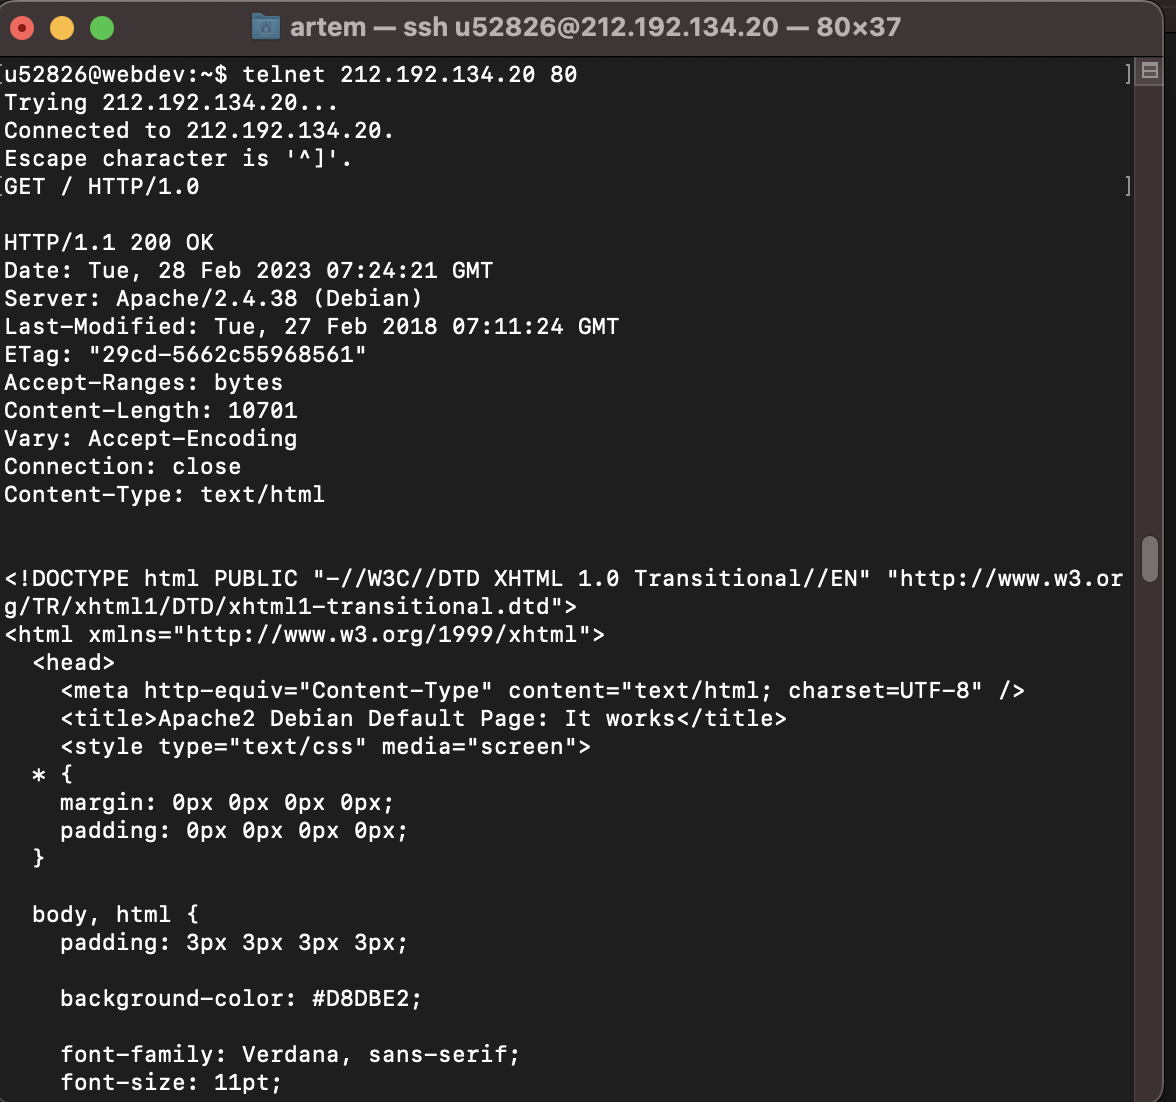 artem — ssh u52826@212.192.134.20 — 80×37
[u52826@webdev:~$ telnet 212.192.134.20 80 ]
Trying 212.192.134.20...
Connected to 212.192.134.20.
Escape character is '^]'.
[GET / HTTP/1.0 ]
HTTP/1.1 200 OK
Date: Tue, 28 Feb 2023 07:24:21 GMT
Server: Apache/2.4.38 (Debian)
Last-Modified: Tue, 27 Feb 2018 07:11:24 GMT
ETag: "29cd-5662c55968561"
Accept-Ranges: bytes
Content-Length: 10701
Vary: Accept-Encoding
Connection: close
Content-Type: text/html
<!DOCTYPE html PUBLIC "-//W3C//DTD XHTML 1.0 Transitional//EN" "http://www.w3.or
g/TR/xhtml1/DTD/xhtml1-transitional.dtd">
<html xmlns="http://www.w3.org/1999/xhtml">
  <head>
    <meta http-equiv="Content-Type" content="text/html; charset=UTF-8" />
    <title>Apache2 Debian Default Page: It works</title>
    <style type="text/css" media="screen">
  * {
    margin: 0px 0px 0px 0px;
    padding: 0px 0px 0px 0px;
  }
  body, html {
    padding: 3px 3px 3px 3px;
    background-color: #D8DBE2;
    font-family: Verdana, sans-serif;
    font-size: 11pt;